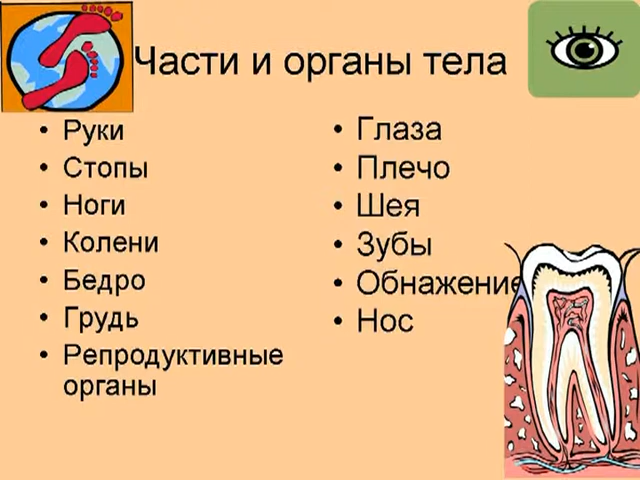 Части и органы тела
• Руки
• Стопы
• Ноги
• Колени
• Бедро
• Грудь
• Репродуктивные
органы
• Глаза
• Плечо
• Шея
• Зубы
• Обнажение
• Нос